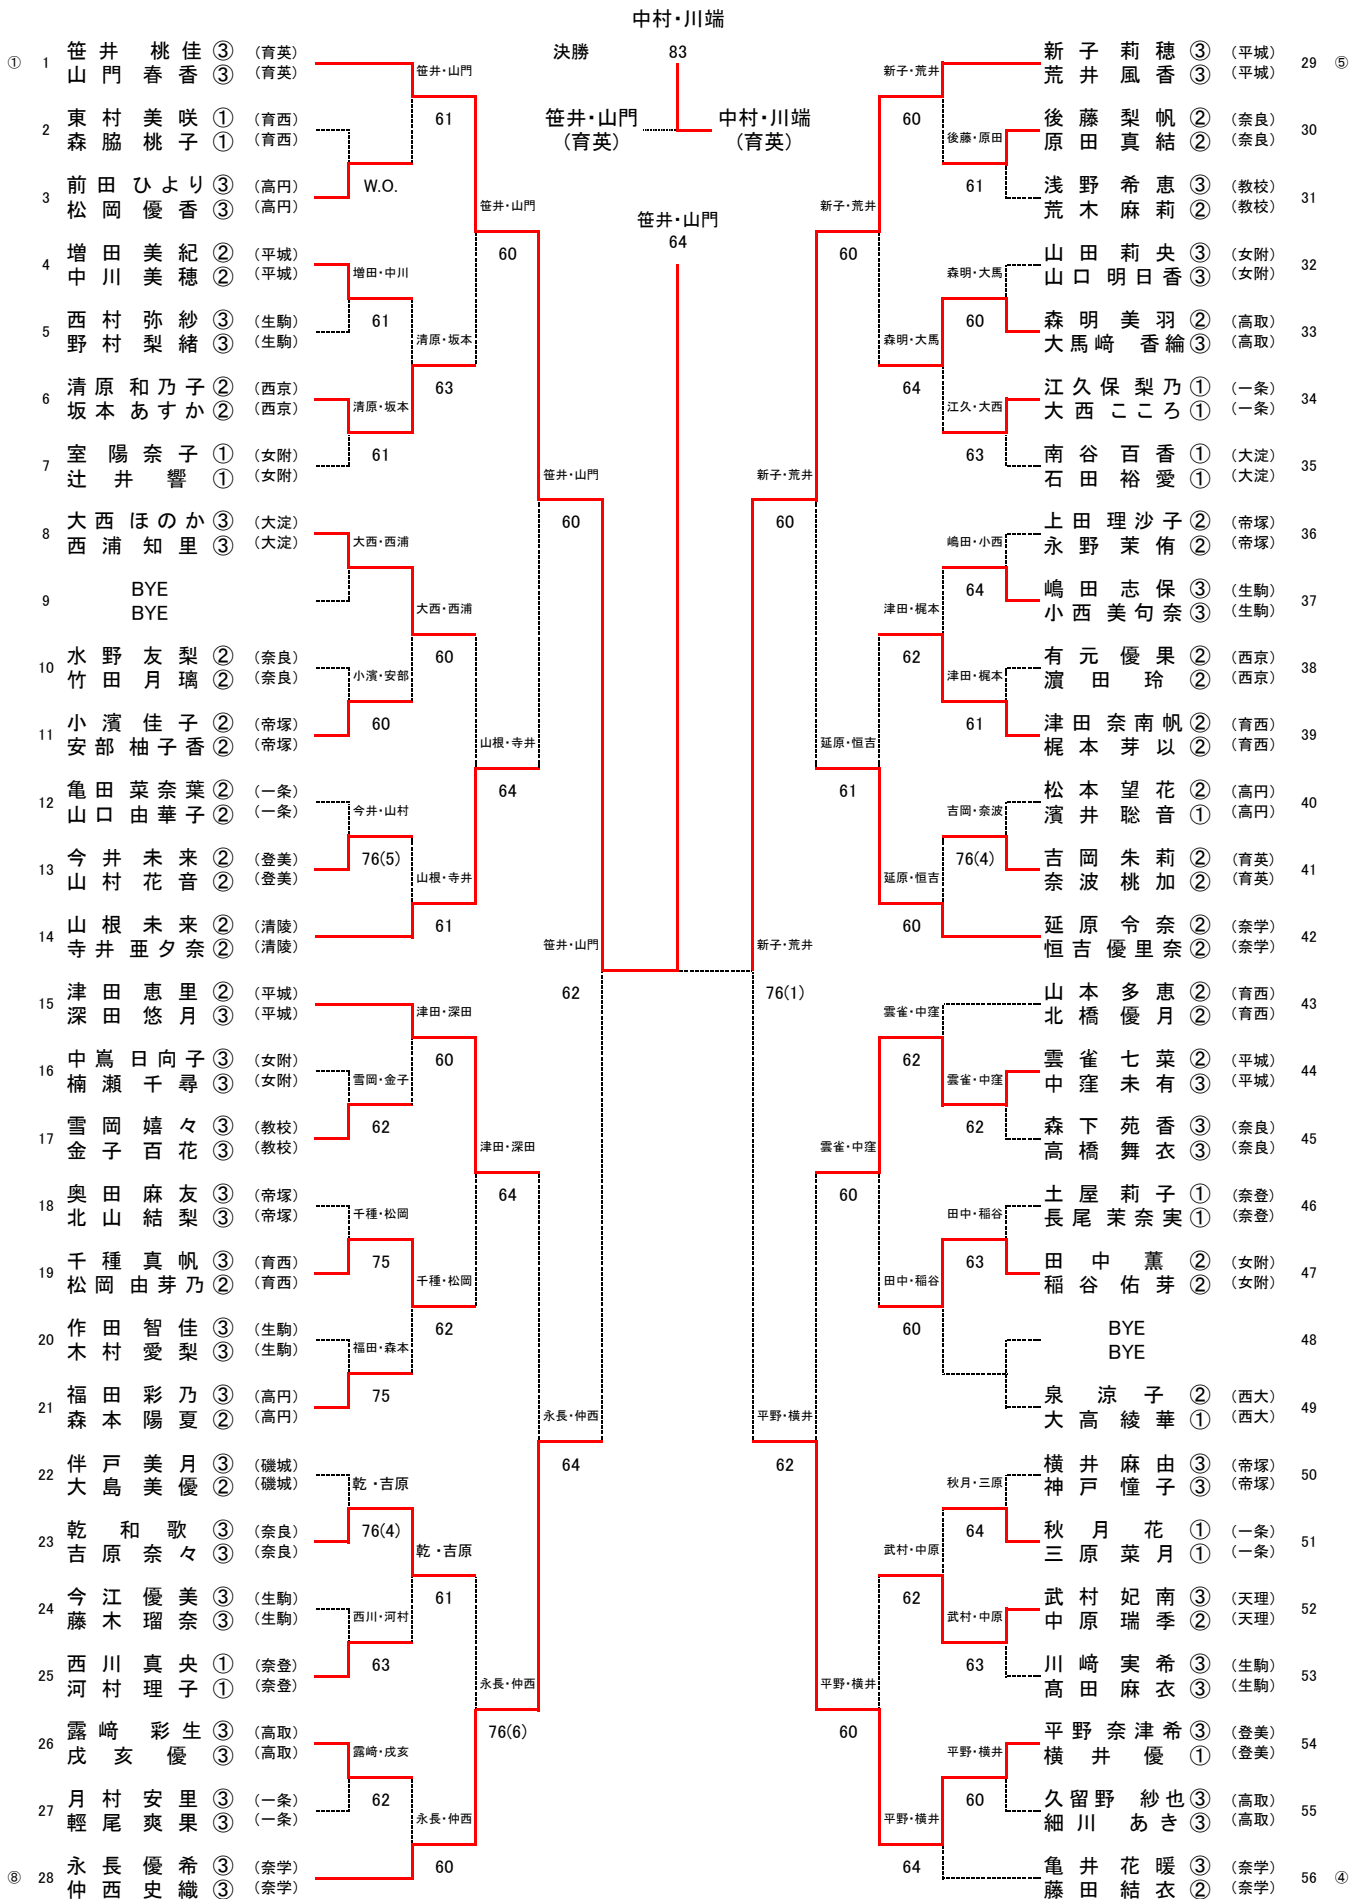 中村・川端
決勝
83
笹井・山門
(育英)
中村・川端
(育英)
笹井・山門
64
① 1 笹井 桃佳 ③ (育英)
山門 春香 ③ (育英)
2 東村 美咲 ① (育西)
森脇 桃子 ① (育西)
3 前田 ひより ③ (高円)
松岡 優香 ③ (高円)
4 増田 美紀 ② (平城)
中川 美穂 ② (平城)
5 西村 弥紗 ③ (生駒)
野村 梨緒 ③ (生駒)
6 清原 和乃子 ② (西京)
坂本 あすか ② (西京)
7 室 陽奈子 ① (女附)
辻井 響 ① (女附)
8 大西 ほのか ③ (大淀)
西浦 知里 ③ (大淀)
9 BYE
BYE
10 水野 友梨 ② (奈良)
竹田 月璃 ② (奈良)
11 小濱 佳子 ② (帝塚)
安部 柚子香 ② (帝塚)
12 亀田 菜奈葉 ② (一条)
山口 由華子 ② (一条)
13 今井 未来 ② (登美)
山村 花音 ② (登美)
14 山根 未来 ② (清陵)
寺井 亜夕奈 ② (清陵)
15 津田 恵里 ② (平城)
深田 悠月 ③ (平城)
16 中嶌 日向子 ③ (女附)
楠瀬 千尋 ③ (女附)
17 雪岡 嬉々 ③ (教校)
金子 百花 ③ (教校)
18 奥田 麻友 ③ (帝塚)
北山 結梨 ③ (帝塚)
19 千種 真帆 ③ (育西)
松岡 由芽乃 ② (育西)
20 作田 智佳 ③ (生駒)
木村 愛梨 ③ (生駒)
21 福田 彩乃 ③ (高円)
森本 陽夏 ② (高円)
22 伴戸 美月 ③ (磯城)
大島 美優 ② (磯城)
23 乾 和歌 ③ (奈良)
吉原 奈々 ③ (奈良)
24 今江 優美 ③ (生駒)
藤木 瑠奈 ③ (生駒)
25 西川 真央 ① (奈登)
河村 理子 ① (奈登)
26 露﨑 彩生 ③ (高取)
戌亥 優 ③ (高取)
27 月村 安里 ③ (一条)
輕尾 爽果 ③ (一条)
⑧ 28 永長 優希 ③ (奈学)
仲西 史織 ③ (奈学)
笹井・山門
61
W.O.
増田・中川
61
清原・坂本
63
清原・坂本
61
笹井・山門
60
大西・西浦
大西・西浦
60
小濱・安部
60
山根・寺井
64
今井・山村
76(5)
山根・寺井
61
笹井・山門
60
笹井・山門
62
津田・深田
60
雪岡・金子
62
津田・深田
64
千種・松岡
75
千種・松岡
62
福田・森本
75
永長・仲西
64
乾・吉原
76(4)
乾・吉原
61
西川・河村
63
永長・仲西
76(6)
露﨑・戌亥
62
永長・仲西
60
新子・荒井
60
後藤・原田
61
新子・荒井
60
森明・大馬
60
森明・大馬
64
江久・大西
63
新子・荒井
60
嶋田・小西
64
津田・梶本
62
津田・梶本
61
延原・恒吉
61
吉岡・奈波
76(4)
延原・恒吉
60
新子・荒井
76(1)
雲雀・中窪
62
雲雀・中窪
62
雲雀・中窪
60
田中・稲谷
63
田中・稲谷
60
平野・横井
62
秋月・三原
64
武村・中原
62
武村・中原
63
平野・横井
60
平野・横井
60
平野・横井
64
新子 莉穂 ③ (平城) 29 ⑤
荒井 風香 ③ (平城)
後藤 梨帆 ② (奈良) 30
原田 真結 ② (奈良)
浅野 希恵 ③ (教校) 31
荒木 麻莉 ② (教校)
山田 莉央 ③ (女附) 32
山口 明日香 ③ (女附)
森明 美羽 ② (高取) 33
大馬﨑 香綸 ③ (高取)
江久保 梨乃 ① (一条) 34
大西 こころ ① (一条)
南谷 百香 ① (大淀) 35
石田 裕愛 ① (大淀)
上田 理沙子 ② (帝塚) 36
永野 茉侑 ② (帝塚)
嶋田 志保 ③ (生駒) 37
小西 美句奈 ③ (生駒)
有元 優果 ② (西京) 38
濵田 玲 ② (西京)
津田 奈南帆 ② (育西) 39
梶本 芽以 ② (育西)
松本 望花 ② (高円) 40
濱井 聡音 ① (高円)
吉岡 朱莉 ② (育英) 41
奈波 桃加 ② (育英)
延原 令奈 ② (奈学) 42
恒吉 優里奈 ② (奈学)
山本 多恵 ② (育西) 43
北橋 優月 ② (育西)
雲雀 七菜 ② (平城) 44
中窪 未有 ③ (平城)
森下 苑香 ③ (奈良) 45
高橋 舞衣 ③ (奈良)
土屋 莉子 ① (奈登) 46
長尾 茉奈実 ① (奈登)
田中 薫 ② (女附) 47
稲谷 佑芽 ② (女附)
BYE 48
BYE
泉 涼子 ② (西大) 49
大高 綾華 ① (西大)
横井 麻由 ③ (帝塚) 50
神戸 憧子 ③ (帝塚)
秋月 花 ① (一条) 51
三原 菜月 ① (一条)
武村 妃南 ③ (天理) 52
中原 瑞季 ② (天理)
川﨑 実希 ③ (生駒) 53
髙田 麻衣 ③ (生駒)
平野 奈津希 ③ (登美) 54
横井 優 ① (登美)
久留野 紗也 ③ (高取) 55
細川 あき ③ (高取)
亀井 花暖 ③ (奈学) 56 ④
藤田 結衣 ② (奈学)